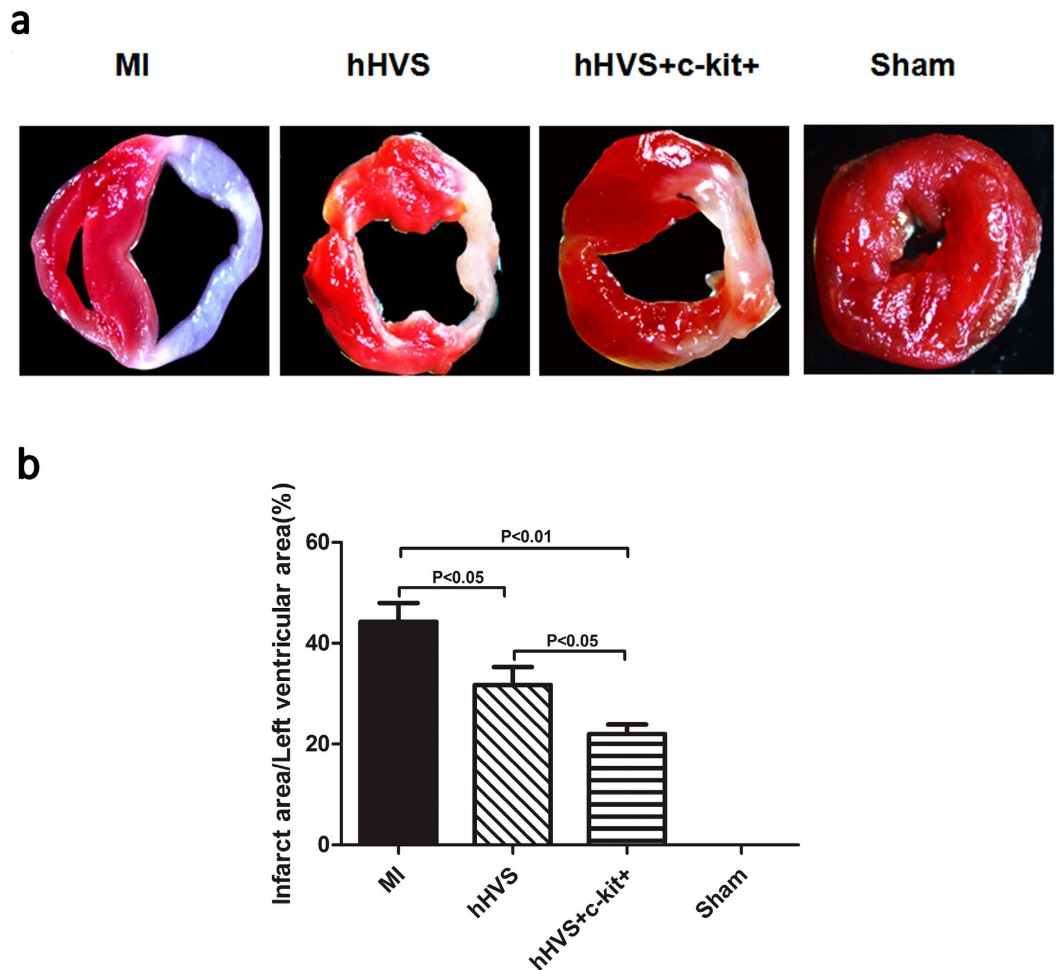 a
MI hHVS hHVS+c-kit+ Sham
b
Infarct area/Left ventricular area(%)
60
40
20
0
P<0.01
P<0.05
P<0.05
MI hHVS hHVS+c-kit+ Sham